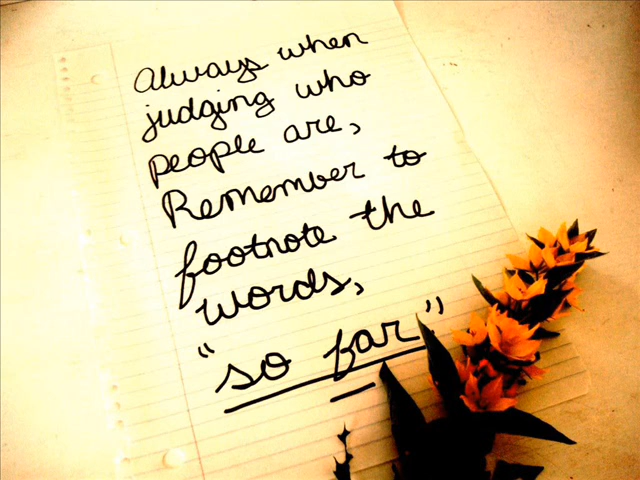 Always when
judging who
people are,
Remember to
footnote the
words,
"so far"